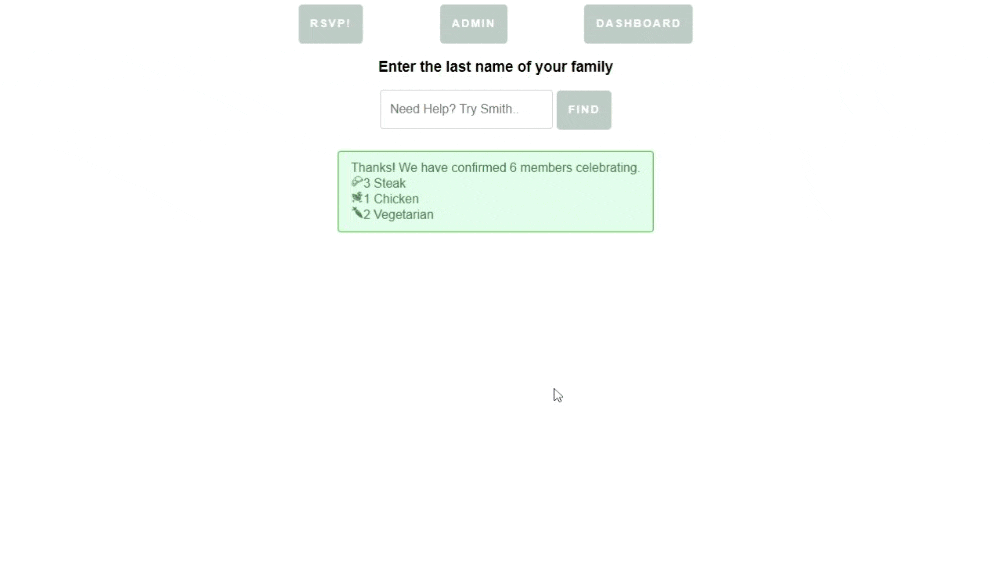 RSVP! ADMIN DASHBOARD
Enter the last name of your family
Need Help? Try Smith.. FIND
Thanks! We have confirmed 6 members celebrating.
3 Steak
1 Chicken
2 Vegetarian